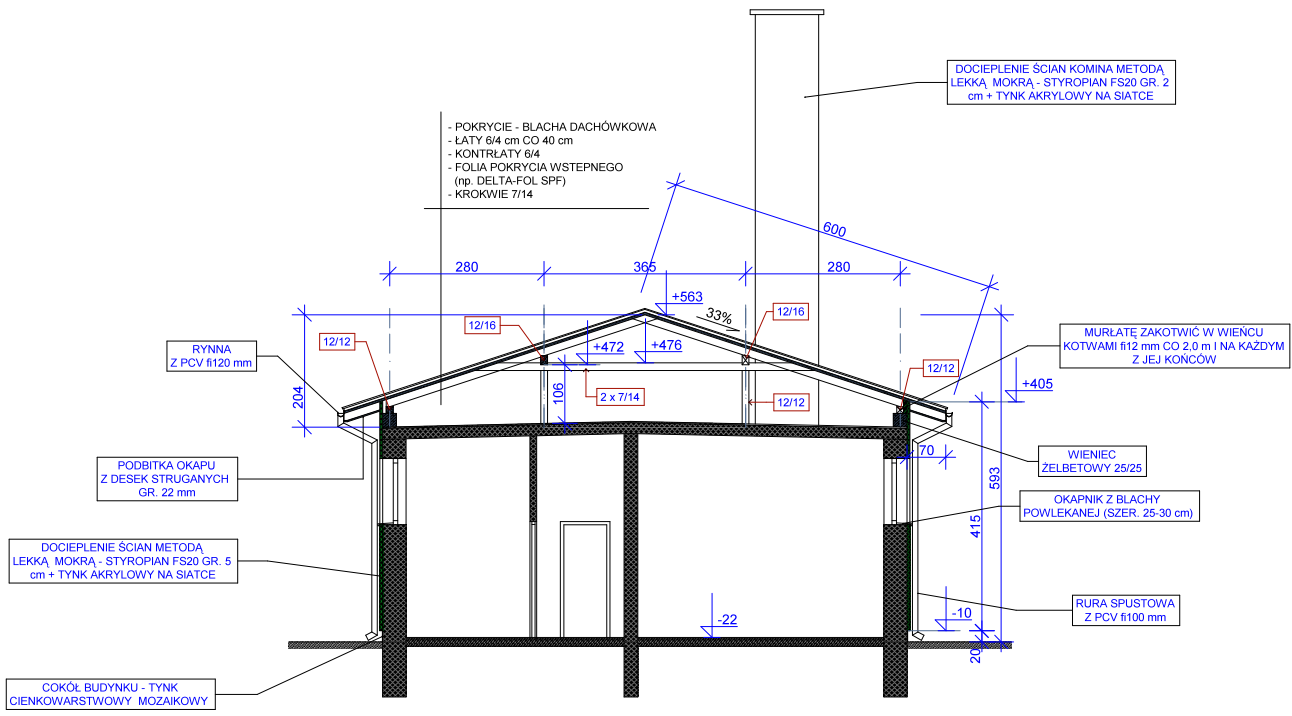 DOCIEPLENIE ŚCIAN KOMINA METODĄ
LEKKĄ MOKRĄ - STYROPIAN FS20 GR. 2
cm + TYNK AKRYLOWY NA SIATCE
- POKRYCIE - BLACHA DACHÓWKOWA
- ŁATY 6/4 cm CO 40 cm
- KONTRŁATY 6/4
- FOLIA POKRYCIA WSTEPNEGO
(np. DELTA-FOL SPF)
- KROKWIE 7/14
600
280
365
280
+563
33%
12/16
12/16
12/12
+472
+476
RYNNA
Z PCV fi120 mm
MURŁATĘ ZAKOTWIĆ W WIEŃCU
KOTWAMI fi12 mm CO 2,0 m I NA KAŻDYM
Z JEJ KOŃCÓW
12/12
+405
204
106
2 x 7/14
12/12
70
WIENIEC
ŻELBETOWY 25/25
PODBITKA OKAPU
Z DESEK STRUGANYCH
GR. 22 mm
593
415
OKAPNIK Z BLACHY
POWLEKANEJ (SZER. 25-30 cm)
DOCIEPLENIE ŚCIAN METODĄ
LEKKĄ MOKRĄ - STYROPIAN FS20 GR. 5
cm + TYNK AKRYLOWY NA SIATCE
RURA SPUSTOWA
Z PCV fi100 mm
-22
-10
20
COKÓŁ BUDYNKU - TYNK
CIENKOWARSTWOWY MOZAIKOWY